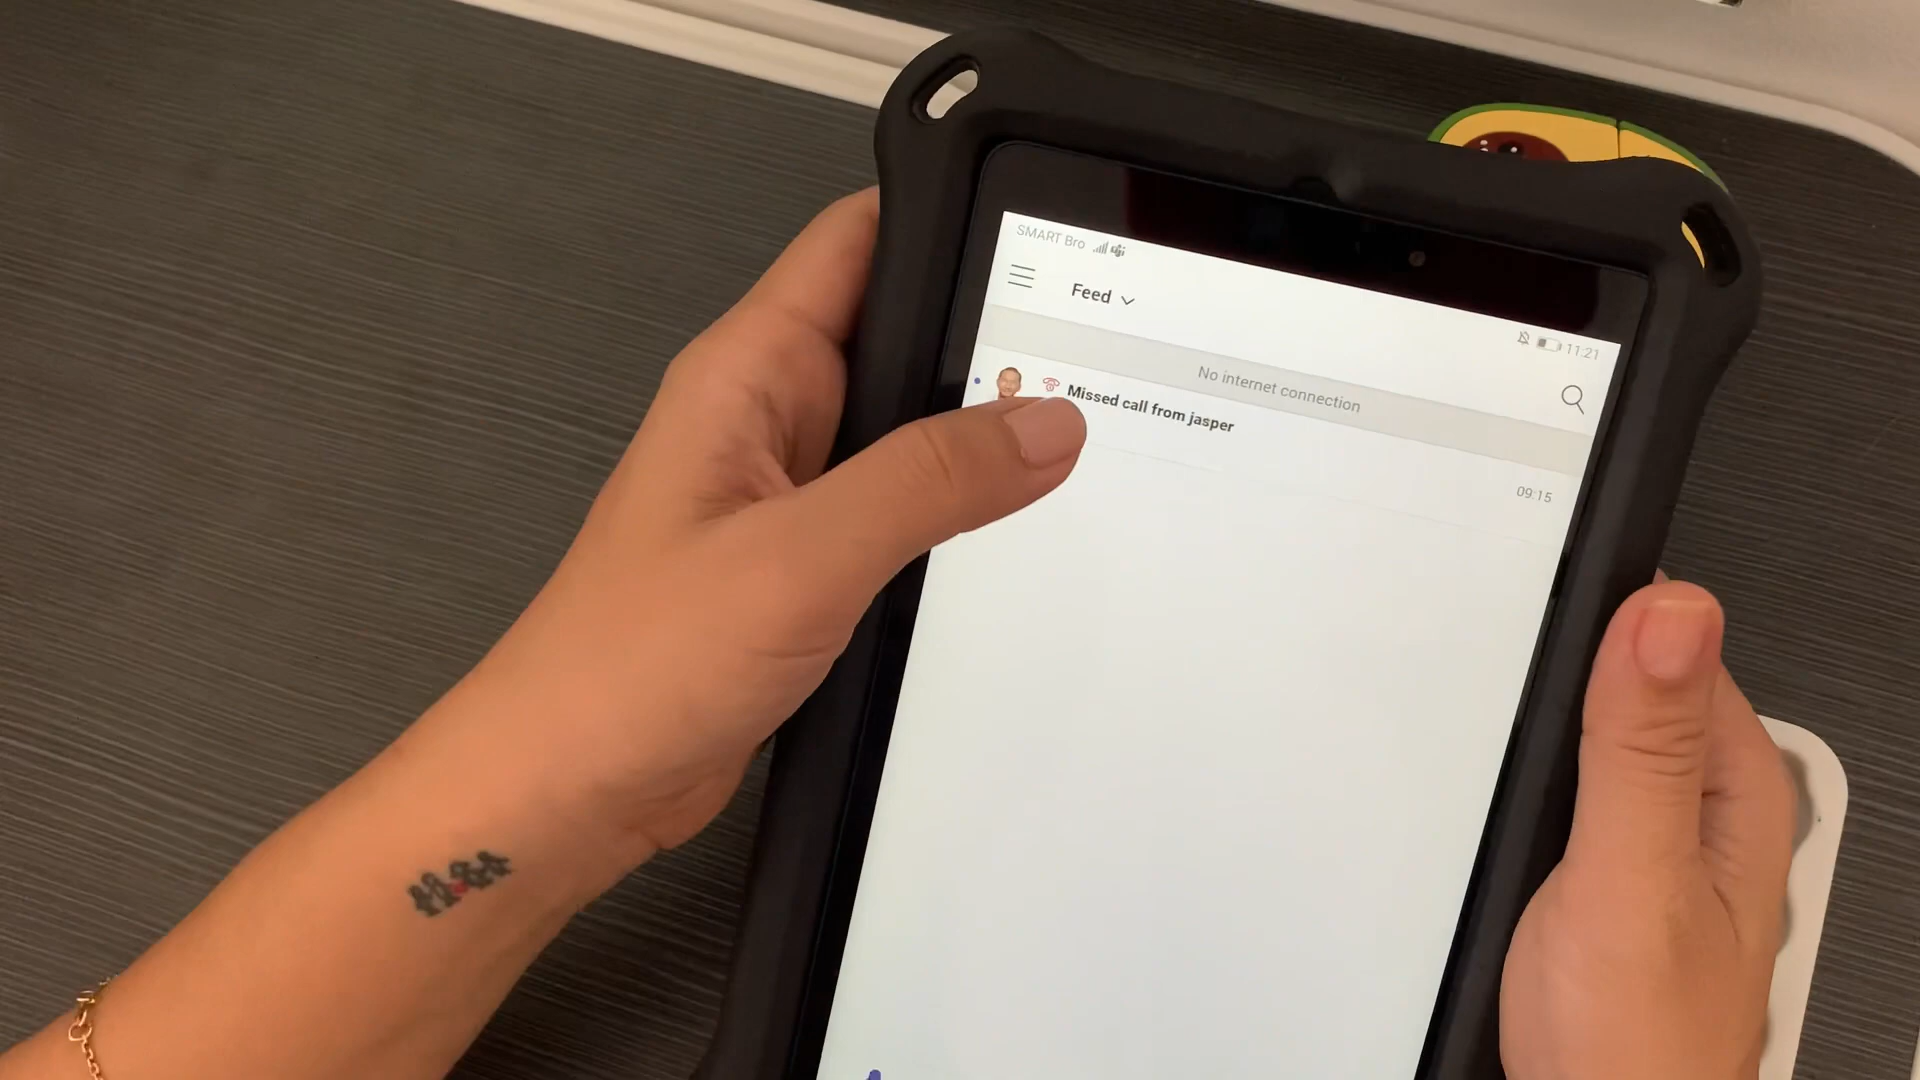 SMART Bro
11:21
Feed
No internet connection
Missed call from jasper
09:15